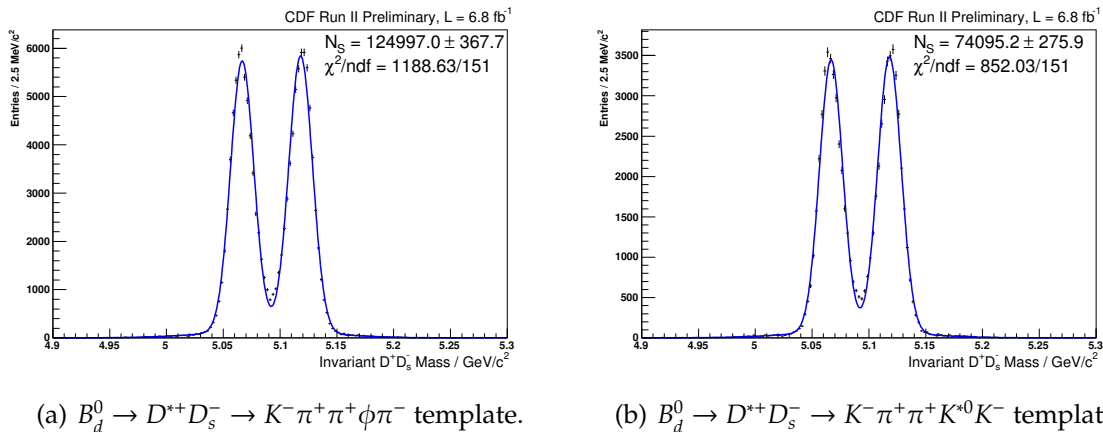 CDF Run II Preliminary, L = 6.8 fb⁻¹
N_S = 124997.0 ± 367.7
χ²/ndf = 1188.63/151
Entries / 2.5 MeV/c²
6000
5000
4000
3000
2000
1000
0
4.9 4.95 5 5.05 5.1 5.15 5.2 5.25 5.3
Invariant D⁺D_s⁻ Mass / GeV/c²
(a) B_d⁰ → D*⁺D_s⁻ → K⁻π⁺π⁺ϕπ⁻ template.
CDF Run II Preliminary, L = 6.8 fb⁻¹
N_S = 74095.2 ± 275.9
χ²/ndf = 852.03/151
Entries / 2.5 MeV/c²
3500
3000
2500
2000
1500
1000
500
0
4.9 4.95 5 5.05 5.1 5.15 5.2 5.25 5.3
Invariant D⁺D_s⁻ Mass / GeV/c²
(b) B_d⁰ → D*⁺D_s⁻ → K⁻π⁺π⁺K*⁰K⁻ templat